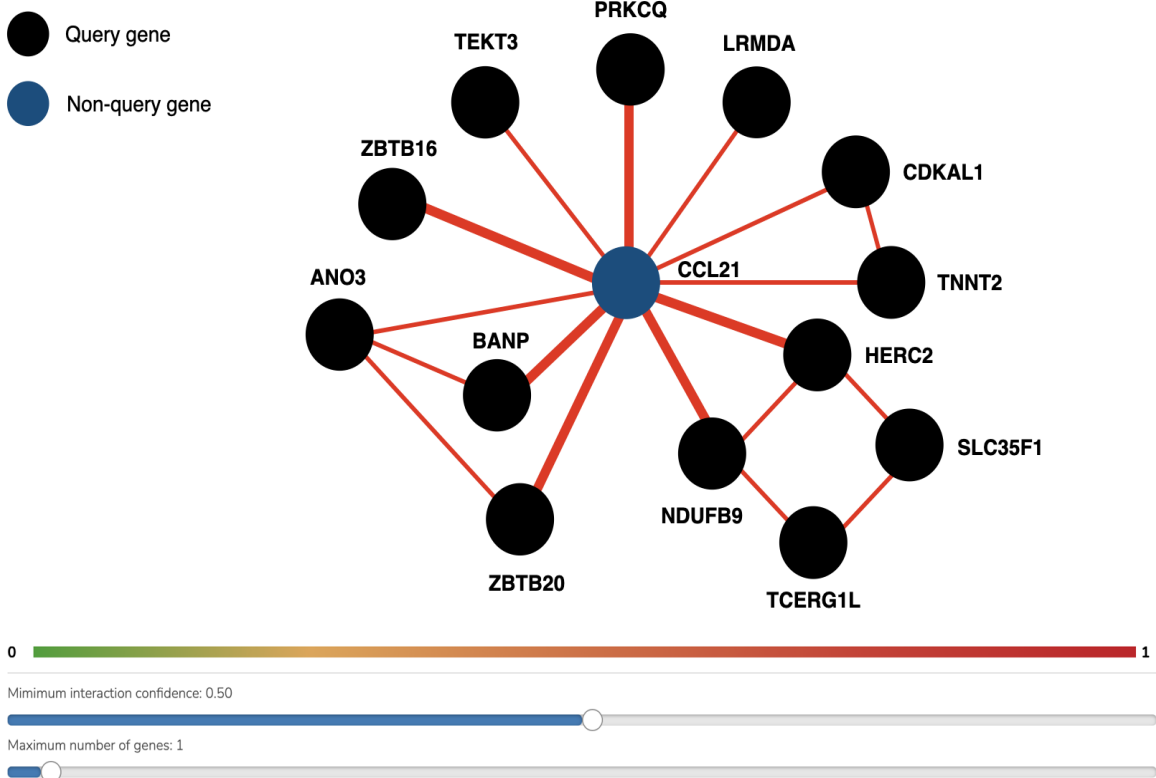 Query gene
Non-query gene
PRKCQ
TEKT3
LRMDA
ZBTB16
CDKAL1
ANO3
CCL21
TNNT2
BANP
HERC2
SLC35F1
NDUFB9
ZBTB20
TCERG1L
0
1
Mimimum interaction confidence: 0.50
Maximum number of genes: 1